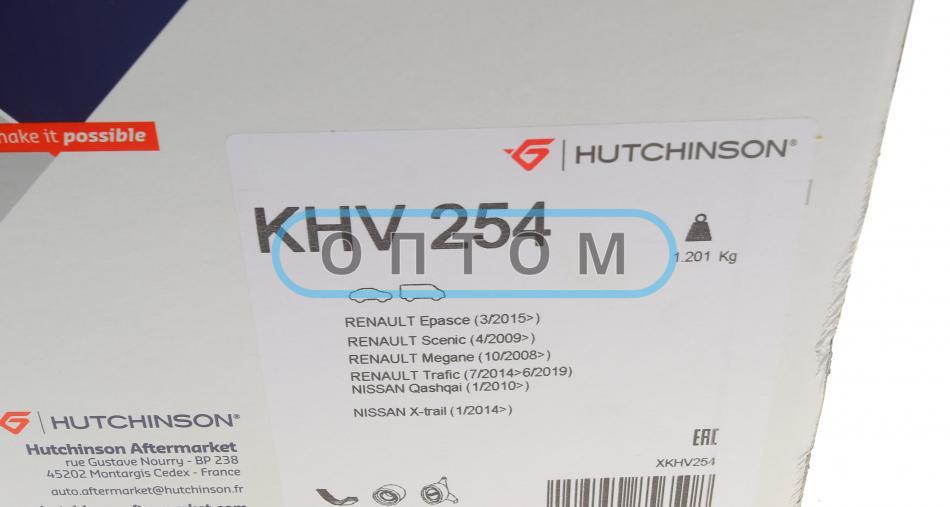 make it possible
HUTCHINSON®
KHV 254
ОПТОМ
1.201 Kg
RENAULT Epasce (3/2015>)
RENAULT Scenic (4/2009>)
RENAULT Megane (10/2008>)
RENAULT Trafic (7/2014>6/2019)
NISSAN Qashqai (1/2010>)
NISSAN X-trail (1/2014>)
EAC
XKHV254
HUTCHINSON®
Hutchinson Aftermarket
rue Gustave Nourry - BP 238
45202 Montargis Cedex - France
auto.aftermarket@hutchinson.fr